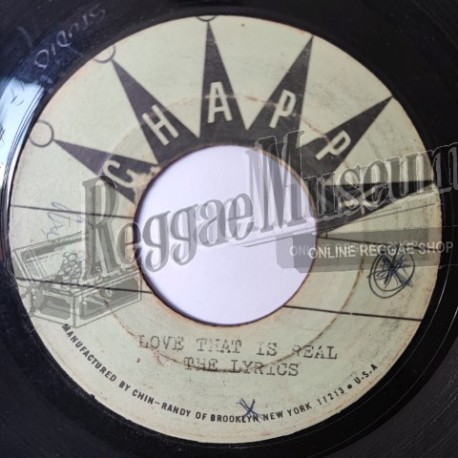 STUDIO
CHAPP
Reggae Museum
ONLINE REGGAE SHOP
LOVE THAT IS REAL
THE LYRICS
MANUFACTURED BY CHIN-RANDY OF BROOKLYN NEW YORK 11213 • U.S.A